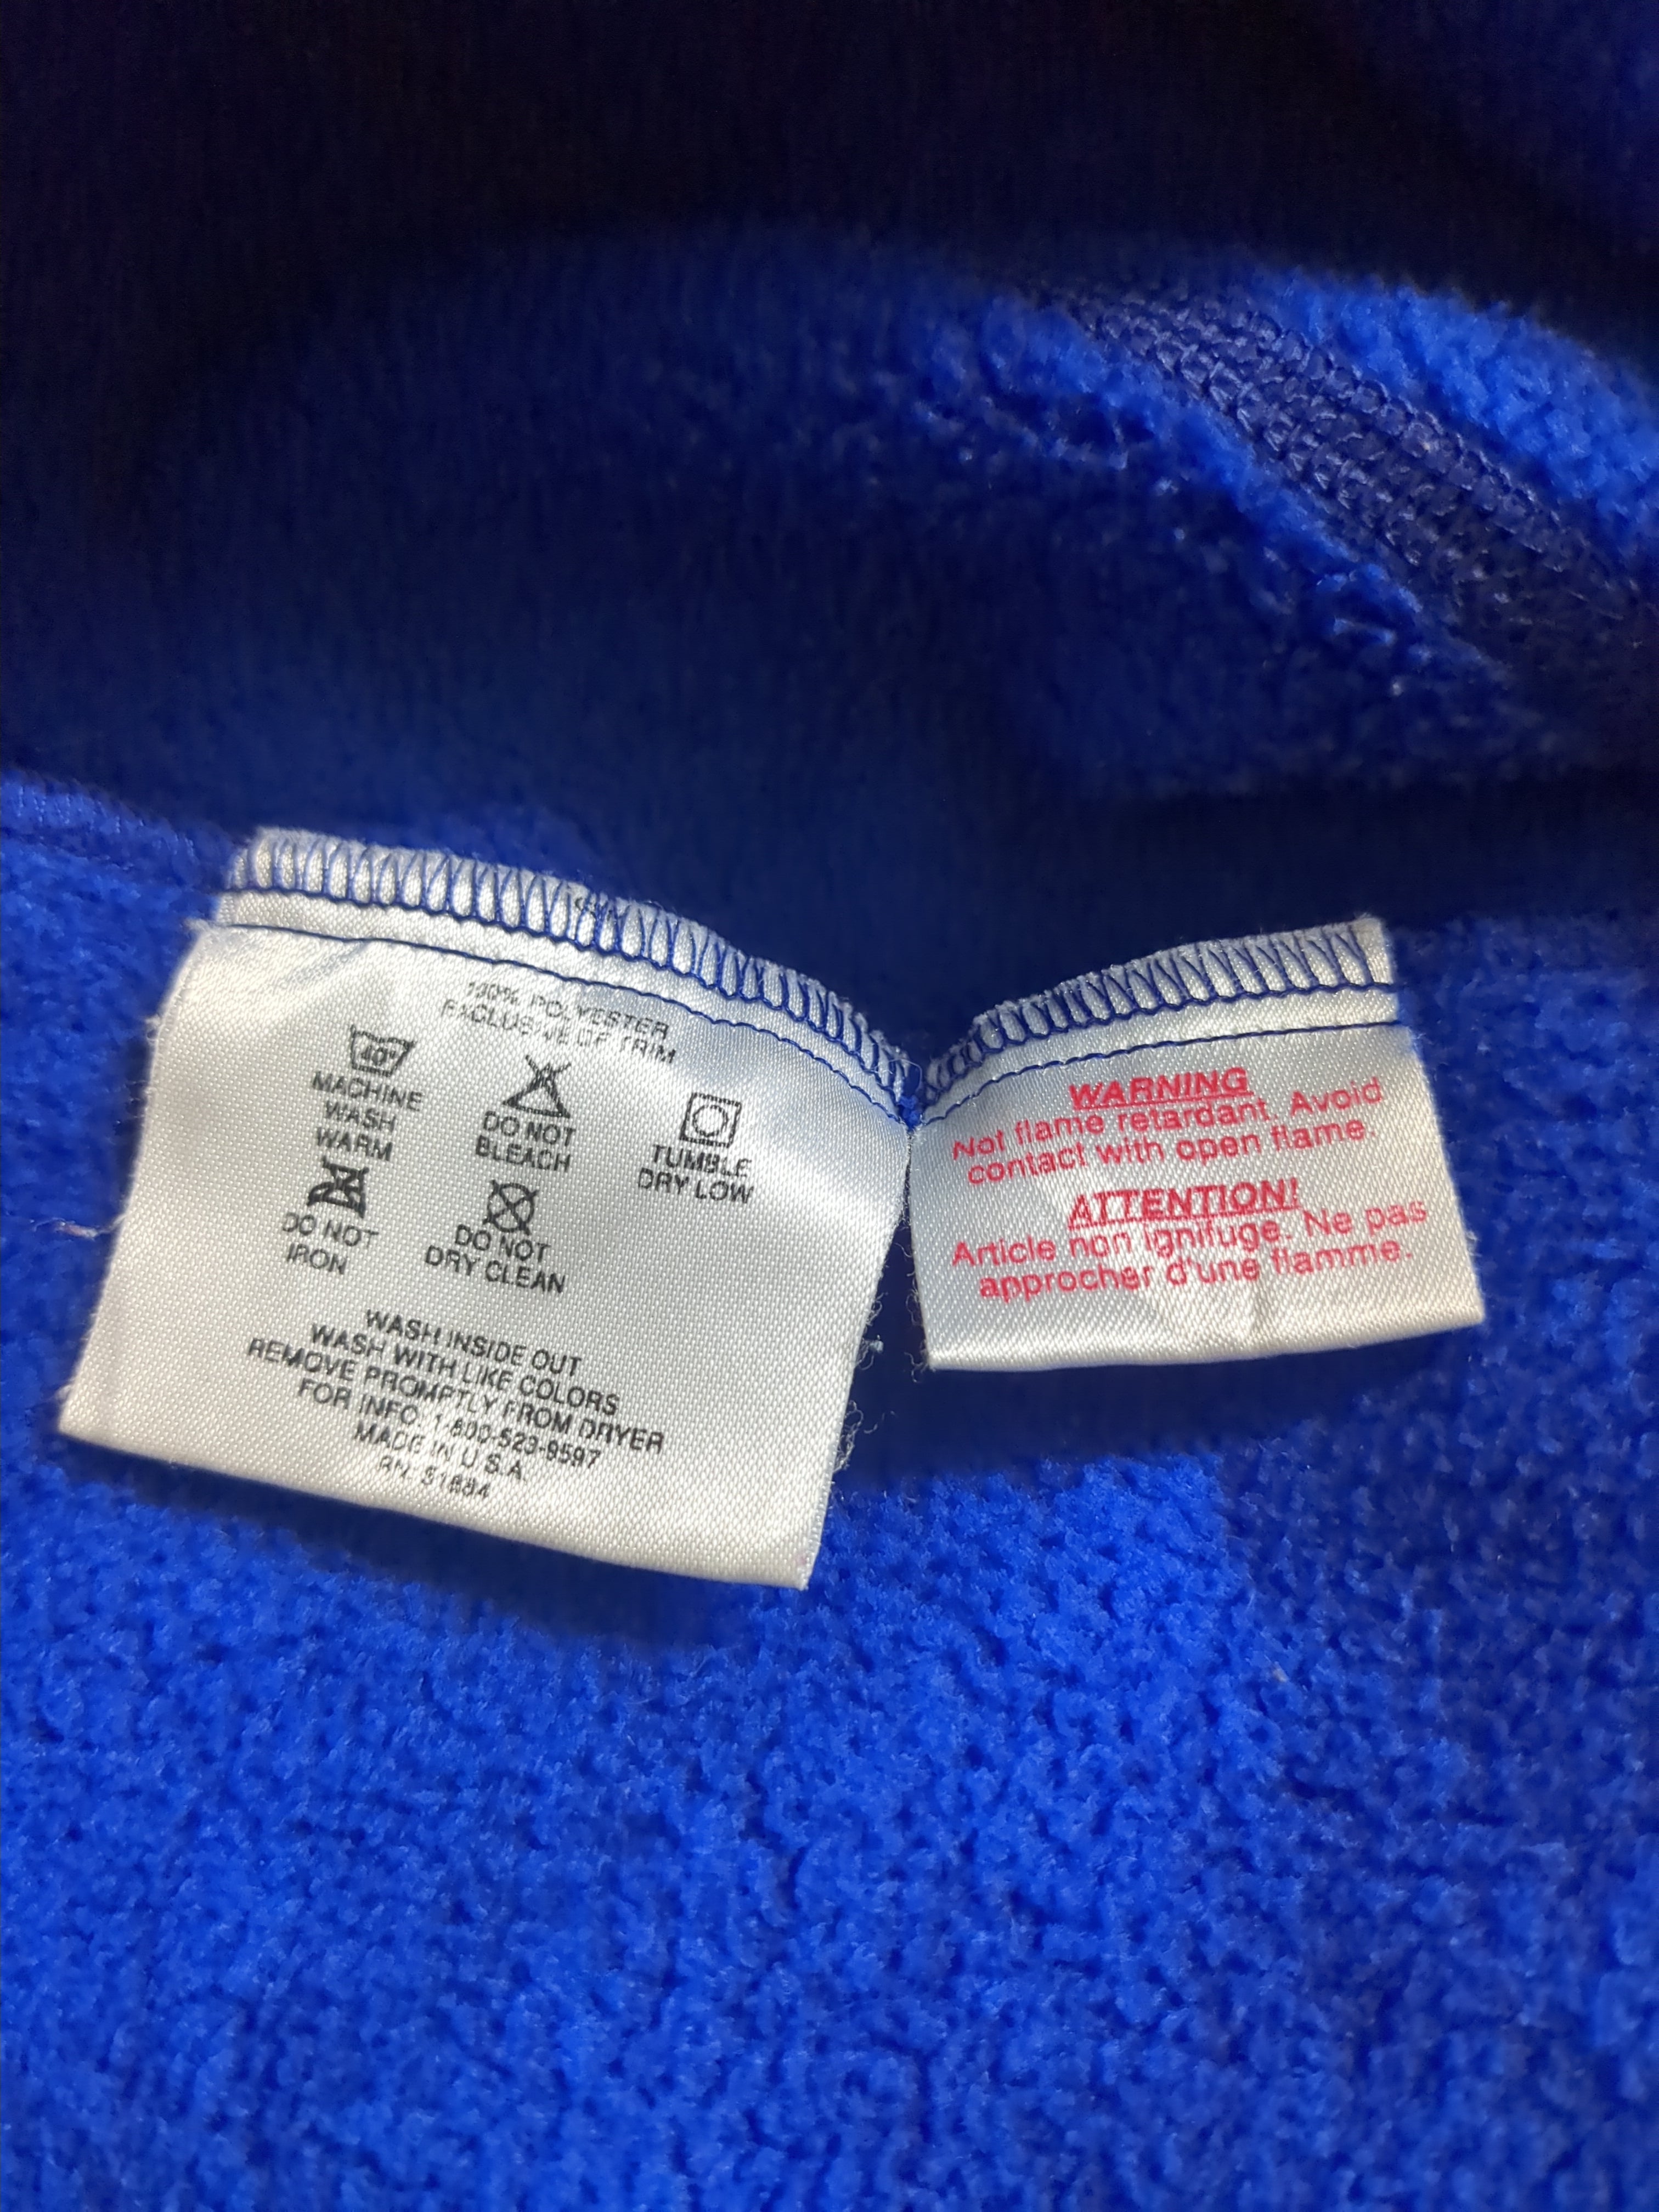 100% POLYESTER
EXCLUSIVE OF TRIM
40°
MACHINE
WASH
WARM
DO NOT
BLEACH
TUMBLE
DRY LOW
DO NOT
IRON
DO NOT
DRY CLEAN
WASH INSIDE OUT
WASH WITH LIKE COLORS
REMOVE PROMPTLY FROM DRYER
FOR INFO: 1-800-523-9597
MADE IN U.S.A.
RN. 51884
WARNING
Not flame retardant. Avoid
contact with open flame.
ATTENTION!
Article non ignifuge. Ne pas
approcher d'une flamme.